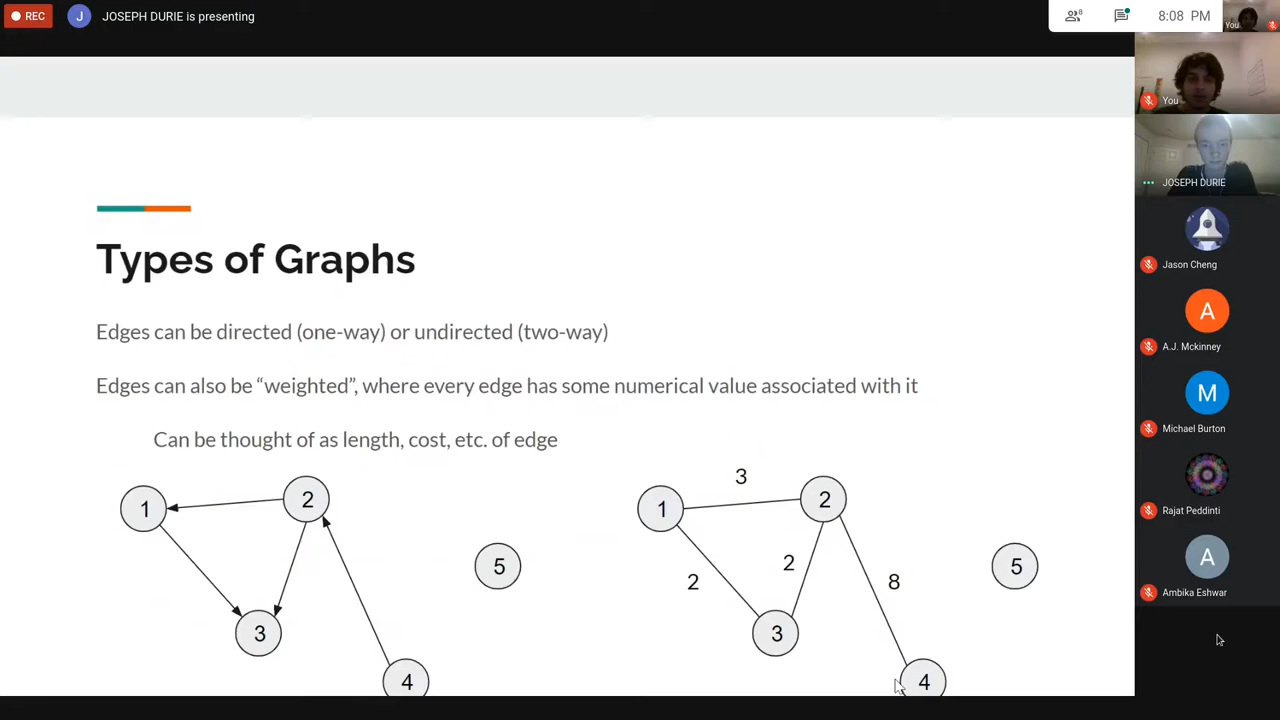 REC
J
JOSEPH DURIE is presenting
8
8:08 PM
You
You
JOSEPH DURIE
Jason Cheng
A
A.J. Mckinney
M
Michael Burton
Rajat Peddinti
A
Ambika Eshwar
Types of Graphs
Edges can be directed (one-way) or undirected (two-way)
Edges can also be “weighted”, where every edge has some numerical value associated with it
Can be thought of as length, cost, etc. of edge
1
2
3
4
5
3
1
2
2
2
8
3
4
5